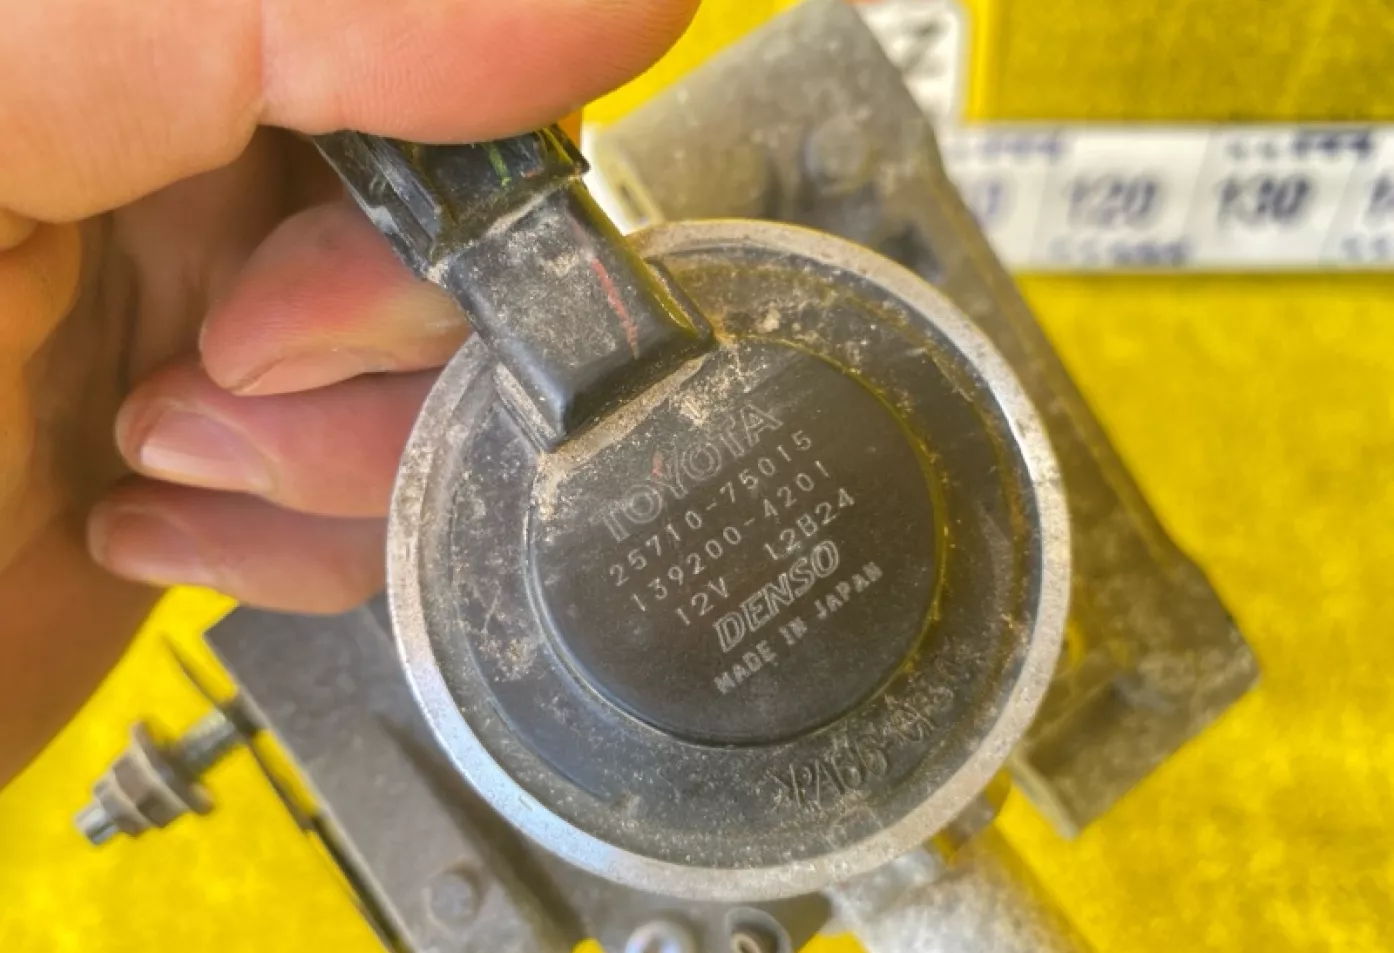 TOYOTA
25710-75015
139200-4201
12V 12B24
DENSO
MADE IN JAPAN
120
130